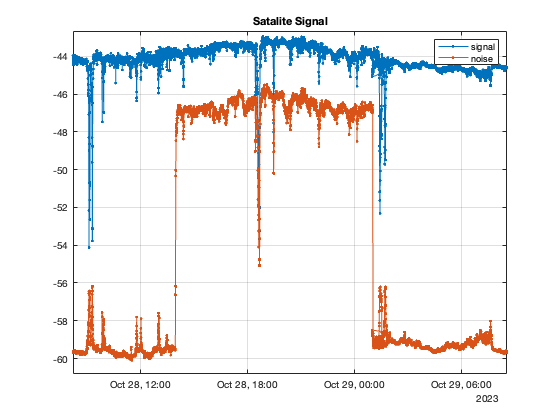 Satalite Signal
signal
noise
-44
-46
-48
-50
-52
-54
-56
-58
-60
Oct 28, 12:00
Oct 28, 18:00
Oct 29, 00:00
Oct 29, 06:00
2023